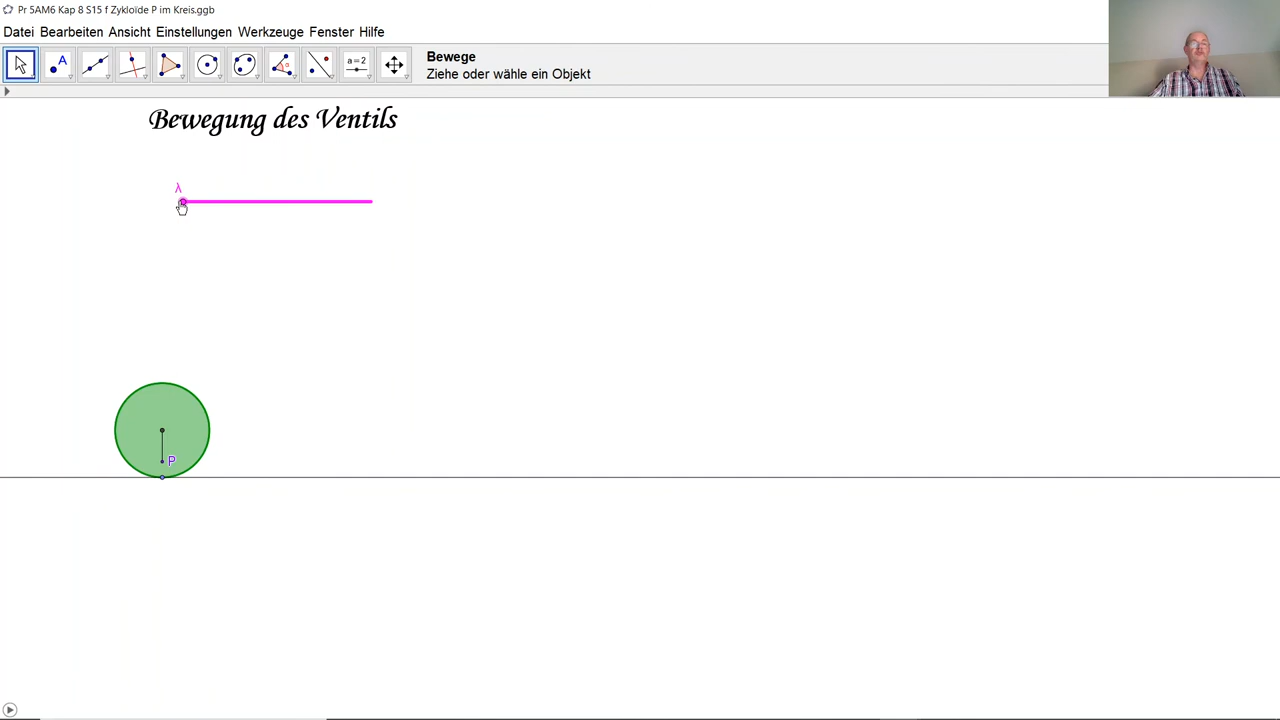 Pr 5AM6 Kap 8 S15 f Zykloïde P im Kreis.ggb
Datei Bearbeiten Ansicht Einstellungen Werkzeuge Fenster Hilfe
A
a=2
Bewege
Ziehe oder wähle ein Objekt
Bewegung des Ventils
λ
P